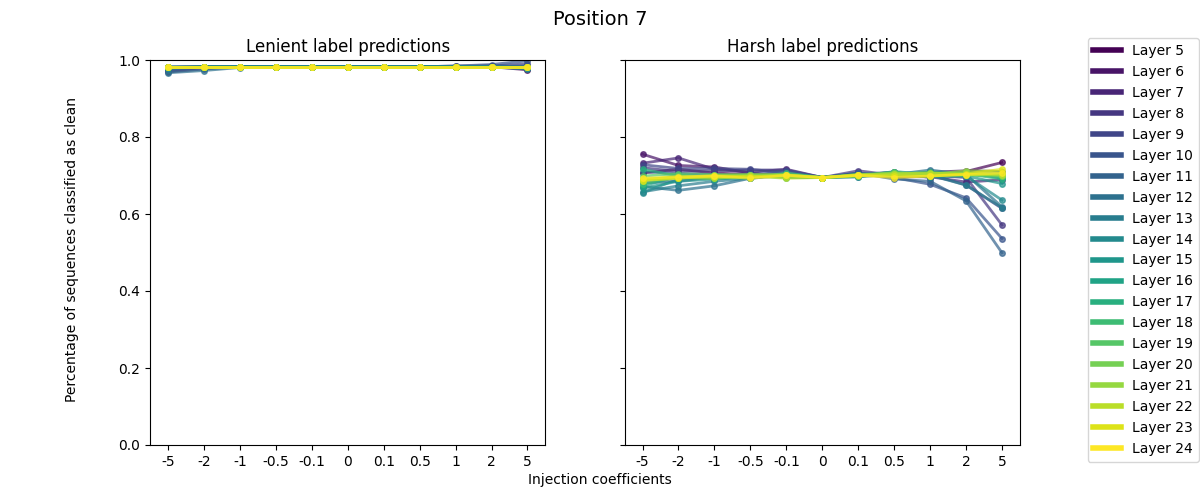 Position 7
Lenient label predictions
Harsh label predictions
Percentage of sequences classified as clean
1.0
0.8
0.6
0.4
0.2
0.0
-5 -2 -1 -0.5 -0.1 0 0.1 0.5 1 2 5
-5 -2 -1 -0.5 -0.1 0 0.1 0.5 1 2 5
Injection coefficients
Layer 5
Layer 6
Layer 7
Layer 8
Layer 9
Layer 10
Layer 11
Layer 12
Layer 13
Layer 14
Layer 15
Layer 16
Layer 17
Layer 18
Layer 19
Layer 20
Layer 21
Layer 22
Layer 23
Layer 24